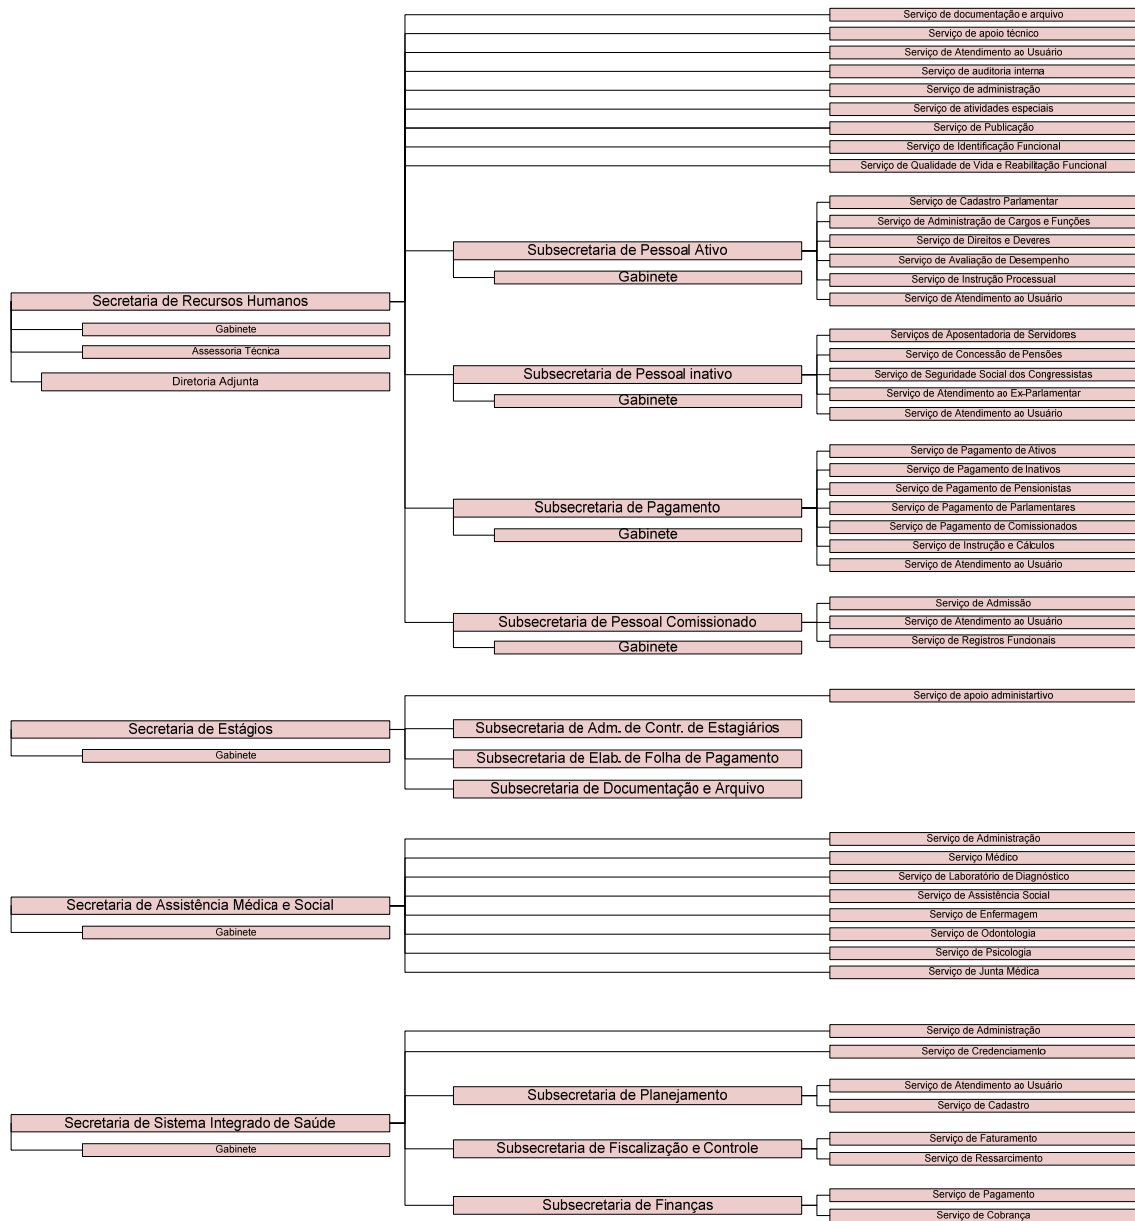 Serviço de documentação e arquivo
Serviço de apoio técnico
Serviço de Atendimento ao Usuário
Serviço de auditoria interna
Serviço de administração
Serviço de atividades especiais
Serviço de Publicação
Serviço de Identificação Funcional
Serviço de Qualidade de Vida e Reabilitação Funcional
Secretaria de Recursos Humanos
Gabinete
Assessoria Técnica
Diretoria Adjunta
Subsecretaria de Pessoal Ativo
Gabinete
Serviço de Cadastro Parlamentar
Serviço de Administração de Cargos e Funções
Serviço de Direitos e Deveres
Serviço de Avaliação de Desempenho
Serviço de Instrução Processual
Serviço de Atendimento ao Usuário
Subsecretaria de Pessoal inativo
Gabinete
Serviços de Aposentadoria de Servidores
Serviço de Concessão de Pensões
Serviço de Seguridade Social dos Congressistas
Serviço de Atendimento ao Ex-Parlamentar
Serviço de Atendimento ao Usuário
Subsecretaria de Pagamento
Gabinete
Serviço de Pagamento de Ativos
Serviço de Pagamento de Inativos
Serviço de Pagamento de Pensionistas
Serviço de Pagamento de Parlamentares
Serviço de Pagamento de Comissionados
Serviço de Instrução e Cálculos
Serviço de Atendimento ao Usuário
Subsecretaria de Pessoal Comissionado
Gabinete
Serviço de Admissão
Serviço de Atendimento ao Usuário
Serviço de Registros Funcionais
Secretaria de Estágios
Gabinete
Serviço de apoio administartivo
Subsecretaria de Adm. de Contr. de Estagiários
Subsecretaria de Elab. de Folha de Pagamento
Subsecretaria de Documentação e Arquivo
Secretaria de Assistência Médica e Social
Gabinete
Serviço de Administração
Serviço Médico
Serviço de Laboratório de Diagnóstico
Serviço de Assistência Social
Serviço de Enfermagem
Serviço de Odontologia
Serviço de Psicologia
Serviço de Junta Médica
Secretaria de Sistema Integrado de Saúde
Gabinete
Serviço de Administração
Serviço de Credenciamento
Subsecretaria de Planejamento
Serviço de Atendimento ao Usuário
Serviço de Cadastro
Subsecretaria de Fiscalização e Controle
Serviço de Faturamento
Serviço de Ressarcimento
Subsecretaria de Finanças
Serviço de Pagamento
Serviço de Cobrança